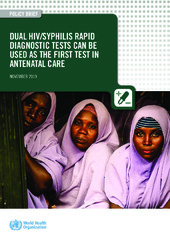 POLICY BRIEF
DUAL HIV/SYPHILIS RAPID
DIAGNOSTIC TESTS CAN BE
USED AS THE FIRST TEST IN
ANTENATAL CARE
NOVEMBER 2019
World Health
Organization